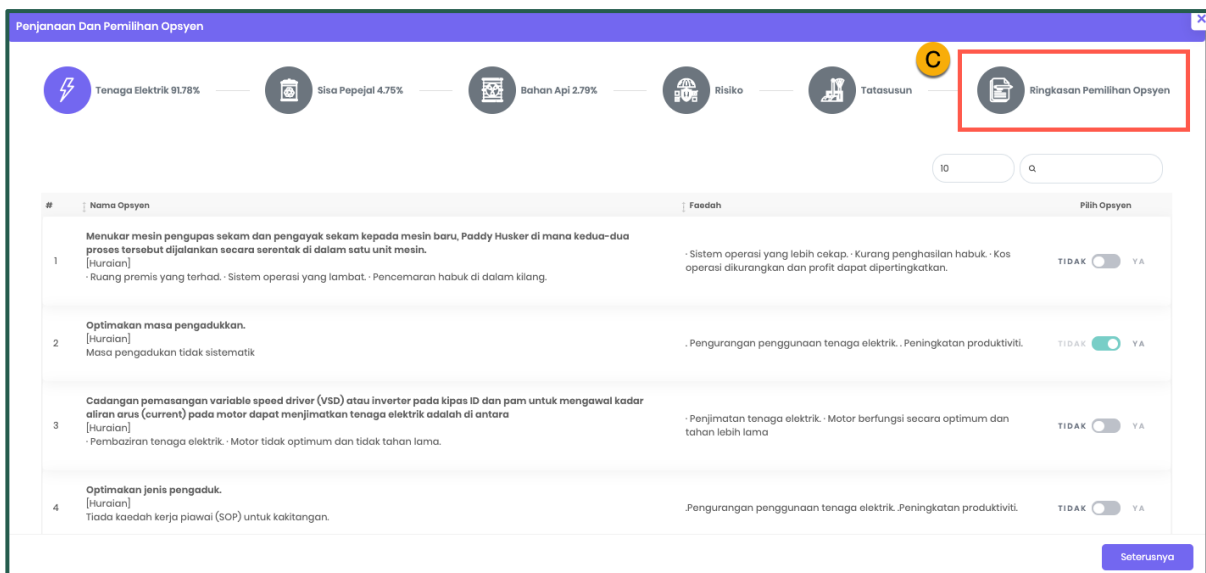 Penjanaan Dan Pemilihan Opsyen
×
C
Tenaga Elektrik 91.78%
Sisa Pepejal 4.75%
Bahan Api 2.79%
Risiko
Tatasusun
Ringkasan Pemilihan Opsyen
10
# Nama Opsyen Faedah Pilih Opsyen
1
Menukar mesin pengupas sekam dan pengayak sekam kepada mesin baru, Paddy Husker di mana kedua-dua
proses tersebut dijalankan secara serentak di dalam satu unit mesin.
[Huraian]
· Ruang premis yang terhad. · Sistem operasi yang lambat. · Pencemaran habuk di dalam kilang.
· Sistem operasi yang lebih cekap. · Kurang penghasilan habuk. · Kos
operasi dikurangkan dan profit dapat dipertingkatkan.
TIDAK YA
2
Optimakan masa pengadukkan.
[Huraian]
Masa pengadukan tidak sistematik
. Pengurangan penggunaan tenaga elektrik. . Peningkatan produktiviti.
TIDAK YA
3
Cadangan pemasangan variable speed driver (VSD) atau inverter pada kipas ID dan pam untuk mengawal kadar
aliran arus (current) pada motor dapat menjimatkan tenaga elektrik adalah di antara
[Huraian]
· Pembaziran tenaga elektrik. · Motor tidak optimum dan tidak tahan lama.
· Penjimatan tenaga elektrik. · Motor berfungsi secara optimum dan
tahan lebih lama
TIDAK YA
4
Optimakan jenis pengaduk.
[Huraian]
Tiada kaedah kerja piawai (SOP) untuk kakitangan.
.Pengurangan penggunaan tenaga elektrik. .Peningkatan produktiviti.
TIDAK YA
Seterusnya